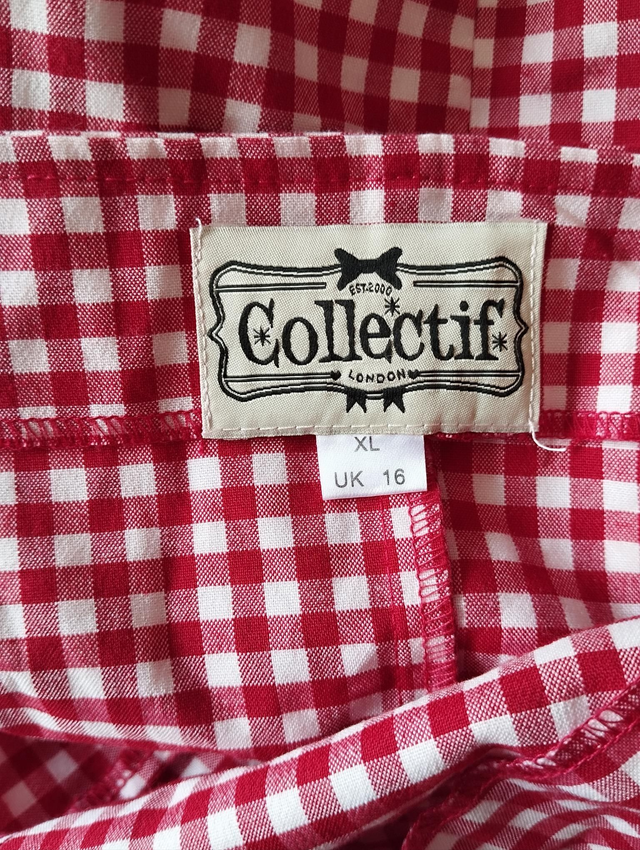 EST.2000
Collectif
LONDON
XL
UK 16